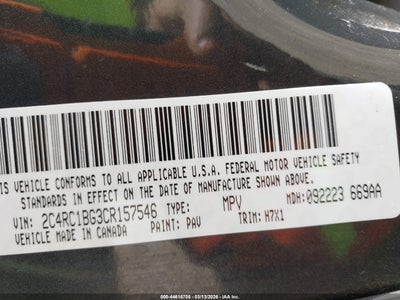 IS VEHICLE CONFORMS TO ALL APPLICABLE U.S.A. FEDERAL MOTOR VEHICLE SAFETY
STANDARDS IN EFFECT ON THE DATE OF MANUFACTURE SHOWN ABOVE.
VIN: 2C4RC1BG3CR157546 TYPE: MPV MDH: 092223 669AA
VEHICLE MADE IN CANADA PAINT: PAV TRIM: H7X1
000-44618705 - 03/13/2026 - IAA Inc.